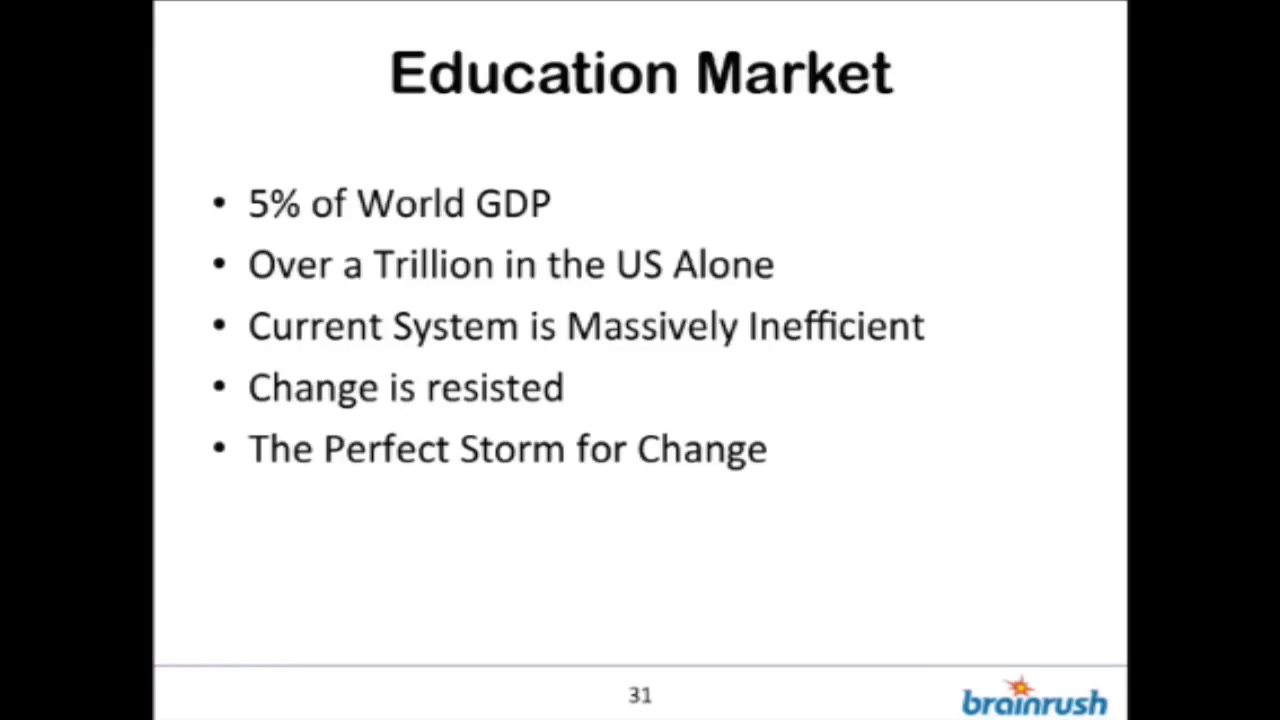 Education Market
• 5% of World GDP
• Over a Trillion in the US Alone
• Current System is Massively Inefficient
• Change is resisted
• The Perfect Storm for Change
31
brainrush